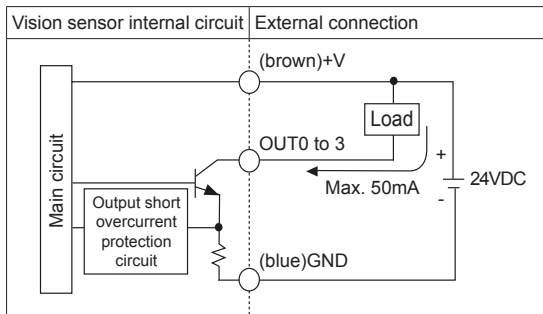 Vision sensor internal circuit
External connection
(brown)+V
Load
OUT0 to 3
Main circuit
+
Max. 50mA
24VDC
-
Output short
overcurrent
protection
circuit
(blue)GND